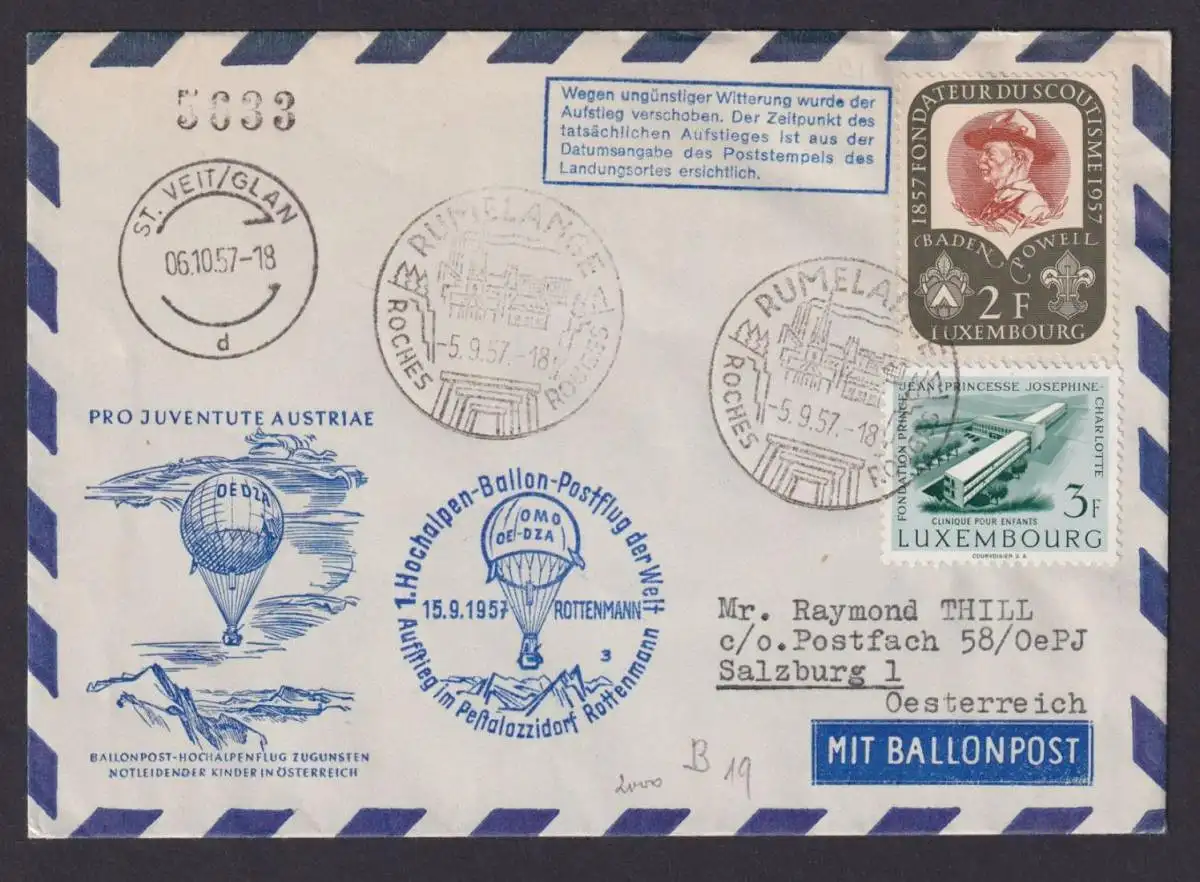 5633
Wegen ungünstiger Witterung wurde der
Aufstieg verschoben. Der Zeitpunkt des
tatsächlichen Aufstieges ist aus der
Datumsangabe des Poststempels des
Landungsortes ersichtlich.
1857 FONDATEUR DU SCOUTISME 1957
BADEN POWELL
2 F
LUXEMBOURG
ST. VEIT/GLAN
06.10.57-18
d
RUMELANGE
-5.9.57.-18
ROCHES ROUGES
RUMELANGE
-5.9.57.-18
ROCHES ROUGES
FONDATION PRINCE JEAN-PRINCESSE JOSEPHINE-CHARLOTTE
3F
CLINIQUE POUR ENFANTS
LUXEMBOURG
COURVOISIER S.A.
PRO JUVENTUTE AUSTRIAE
OE DZA
BALLONPOST-HOCHALPENFLUG ZUGUNSTEN
NOTLEIDENDER KINDER IN ÖSTERREICH
1. Hochalpen-Ballon-Postflug der Welt
OMO
OE-DZA
15.9.1957 ROTTENMANN
3
Aufstieg im Pestalozzidorf Rottenmann
Mr. Raymond THILL
c/o.Postfach 58/OePJ
Salzburg 1
Oesterreich
MIT BALLONPOST
2000 B 19